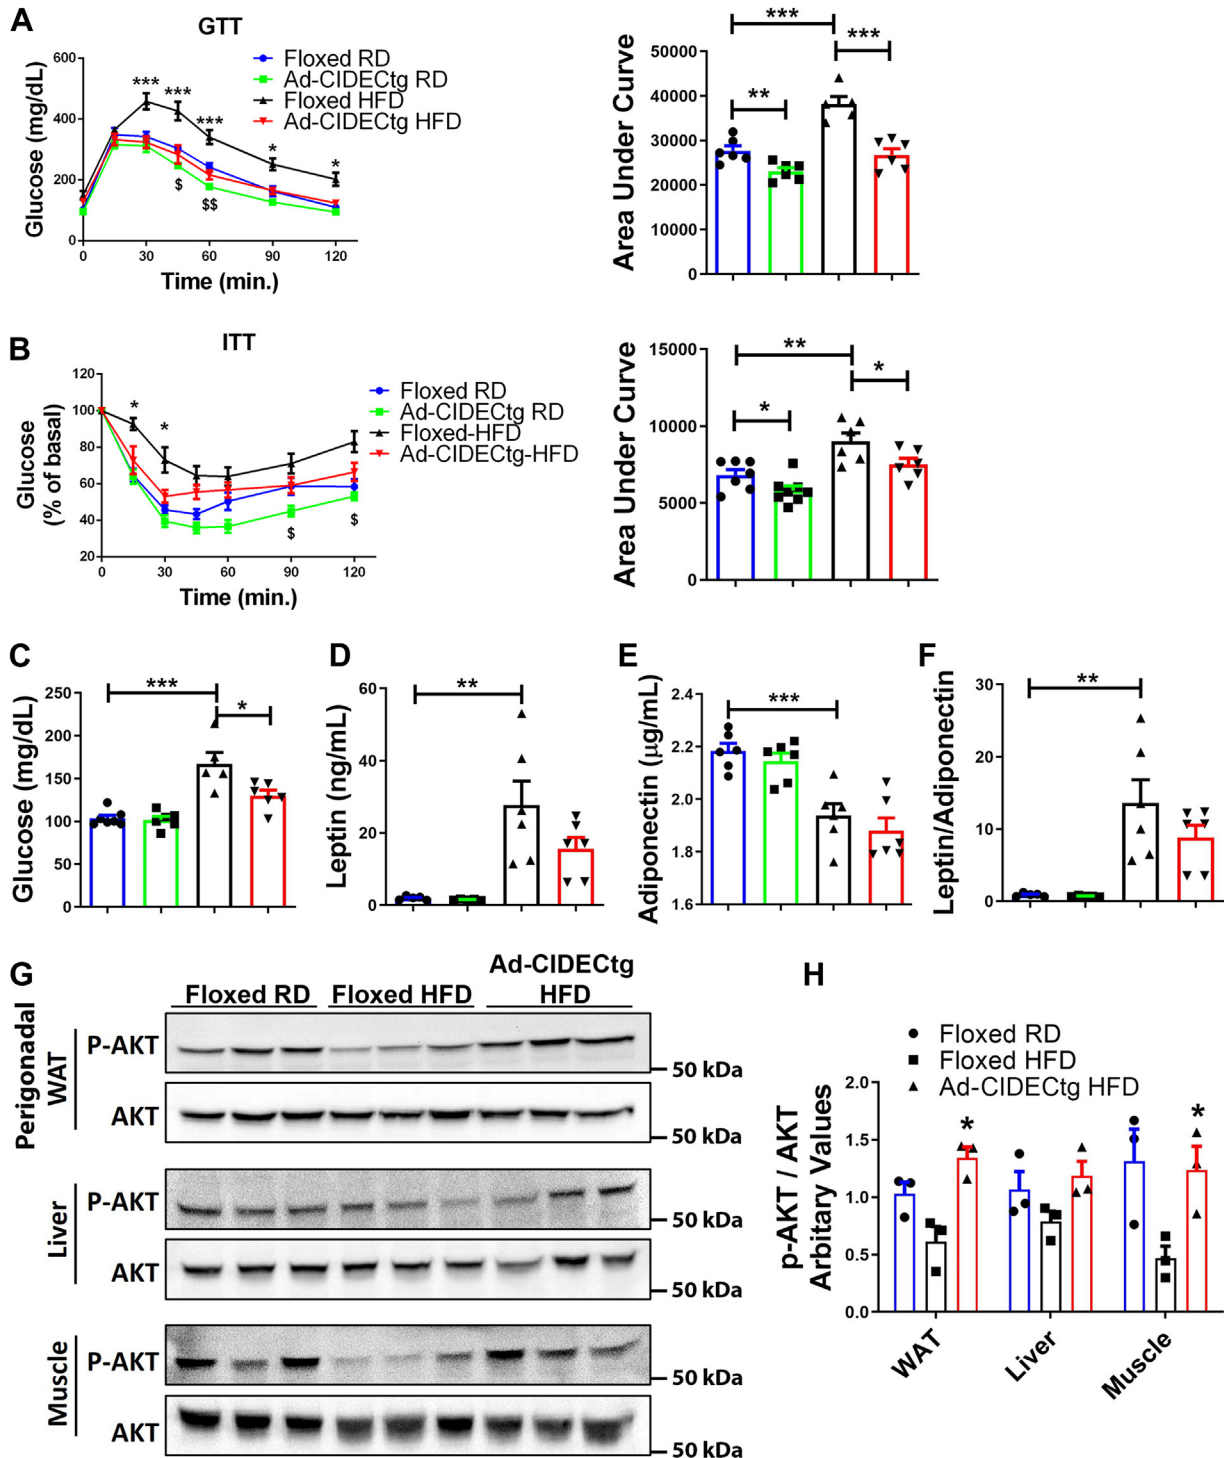 A
GTT
Glucose (mg/dL)
600
400
200
0
0 30 60 90 120
Time (min.)
*** *** *** * *
$ $$
Floxed RD
Ad-CIDECtg RD
Floxed HFD
Ad-CIDECtg HFD
Area Under Curve
50000
40000
30000
20000
10000
0
*** *** **
B
ITT
Glucose
(% of basal)
120
100
80
60
40
20
0 30 60 90 120
Time (min.)
* *
$ $
Floxed RD
Ad-CIDECtg RD
Floxed-HFD
Ad-CIDECtg-HFD
Area Under Curve
15000
10000
5000
0
** * *
C
Glucose (mg/dL)
250
200
150
100
50
0
*** *
D
Leptin (ng/mL)
60
40
20
0
**
E
Adiponectin (µg/mL)
2.4
2.2
2.0
1.8
1.6
***
F
Leptin/Adiponectin
30
20
10
0
**
G
Floxed RD
Floxed HFD
Ad-CIDECtg
HFD
Perigonadal
WAT
P-AKT
50 kDa
AKT
50 kDa
Liver
P-AKT
50 kDa
AKT
50 kDa
Muscle
P-AKT
50 kDa
AKT
50 kDa
H
Floxed RD
Floxed HFD
Ad-CIDECtg HFD
p-AKT / AKT
Arbitary Values
2.0
1.5
1.0
0.5
0.0
* *
WAT
Liver
Muscle